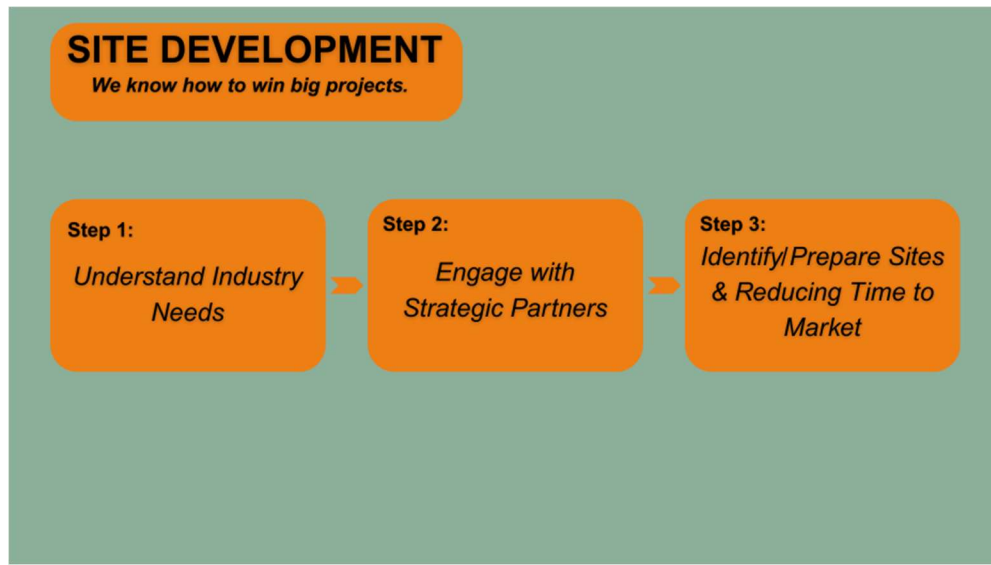 SITE DEVELOPMENT
We know how to win big projects.
Step 1:
Understand Industry
Needs
Step 2:
Engage with
Strategic Partners
Step 3:
Identify/Prepare Sites
& Reducing Time to
Market